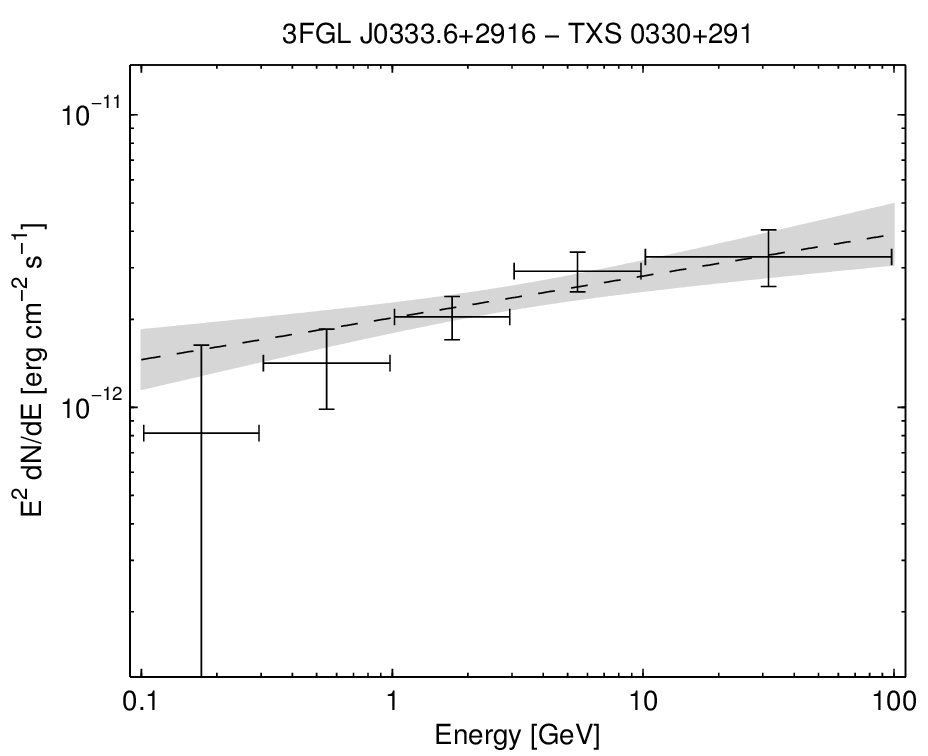 3FGL J0333.6+2916 − TXS 0330+291
10⁻¹¹
10⁻¹²
E² dN/dE [erg cm⁻² s⁻¹]
0.1 1 10 100
Energy [GeV]